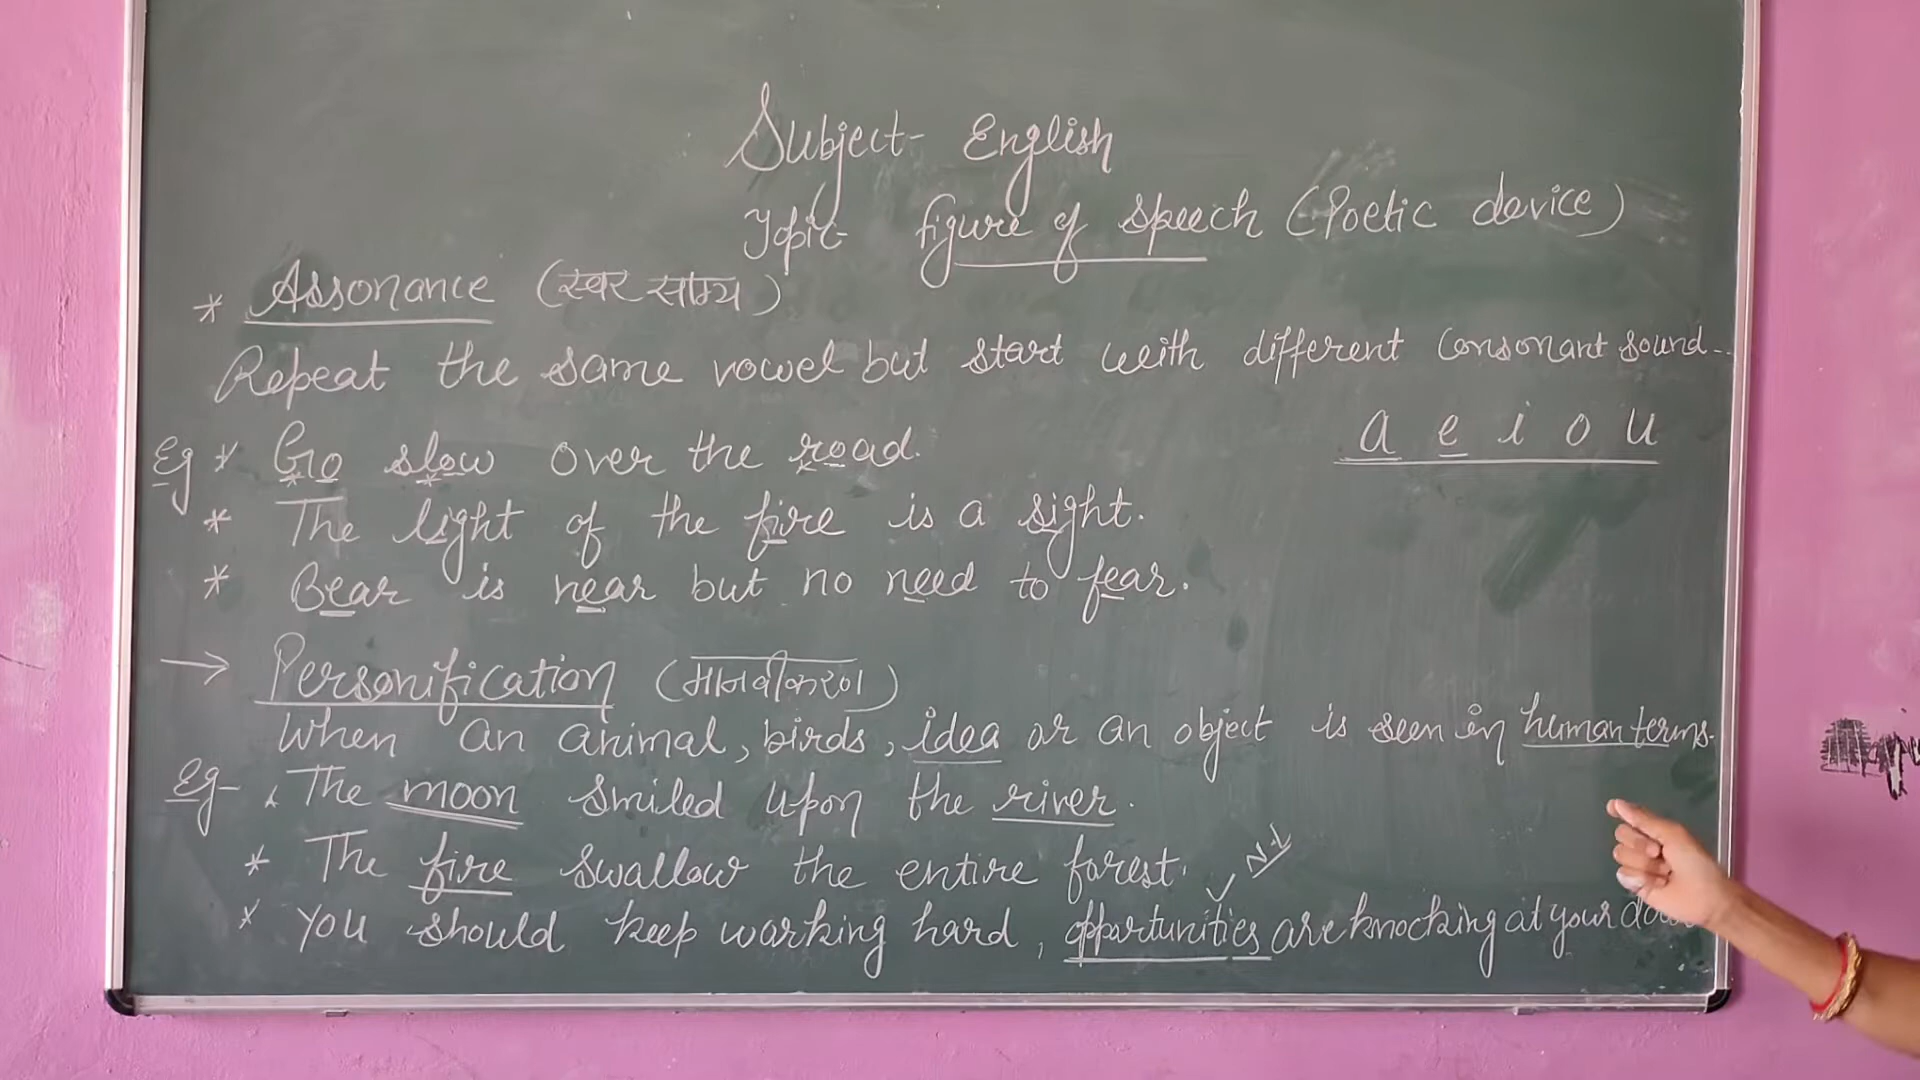 Subject- English
Topic- figure of speech (Poetic device)
* Assonance (स्वर साम्य)
Repeat the same vowel but start with different consonant sound..
a e i o u
Eg * Go slow over the road.
* The light of the fire is a sight.
* Bear is near but no need to fear.
→ Personification (मानवीकरण)
When an animal, birds, idea or an object is seen in human terms.
Eg- * The moon smiled upon the river.
* The fire swallow the entire forest.
N.L
* You should keep working hard, opportunities are knocking at your